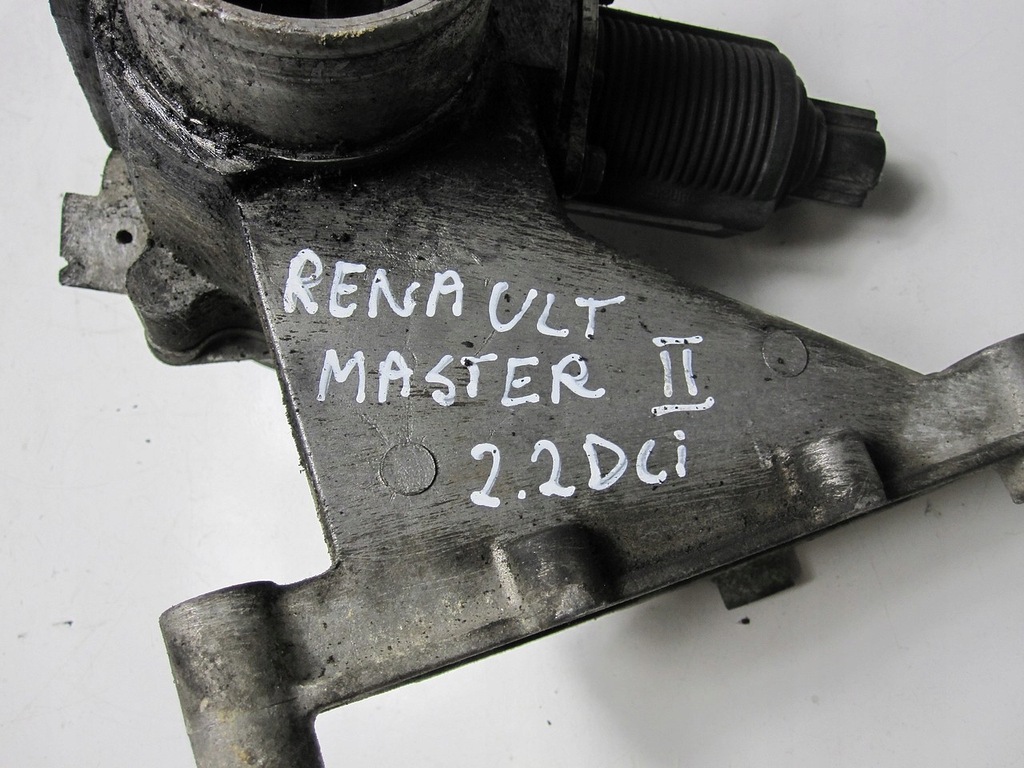 RENAULT
MASTER II
2.2DCi